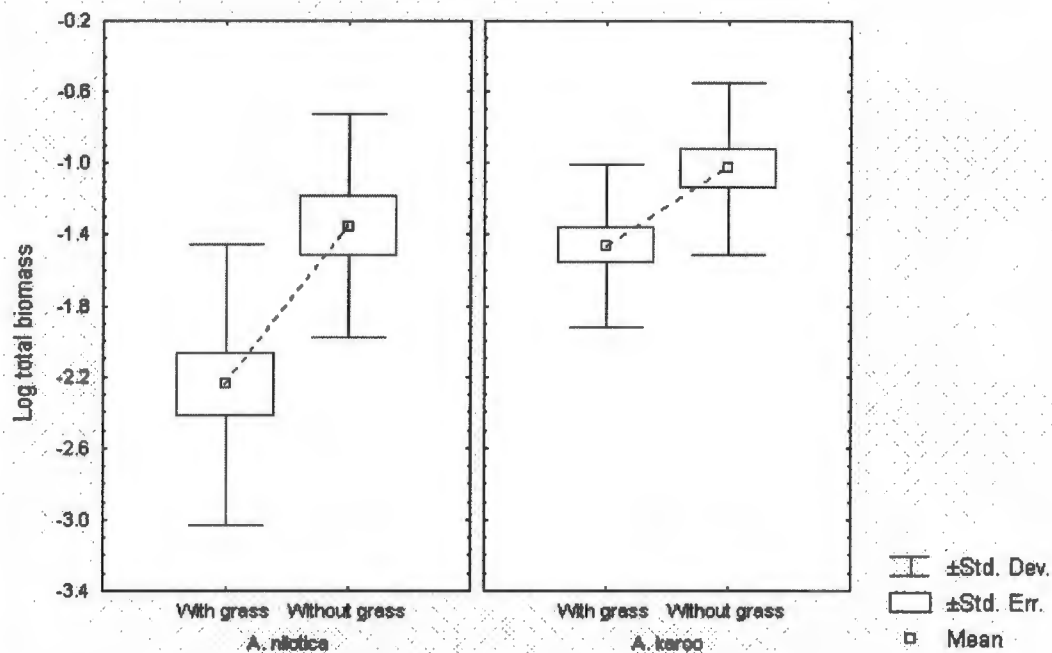 Log total biomass
-0.2
-0.6
-1.0
-1.4
-1.8
-2.2
-2.6
-3.0
-3.4
With grass Without grass
A. nilotica
With grass Without grass
A. karoo
±Std. Dev.
±Std. Err.
Mean